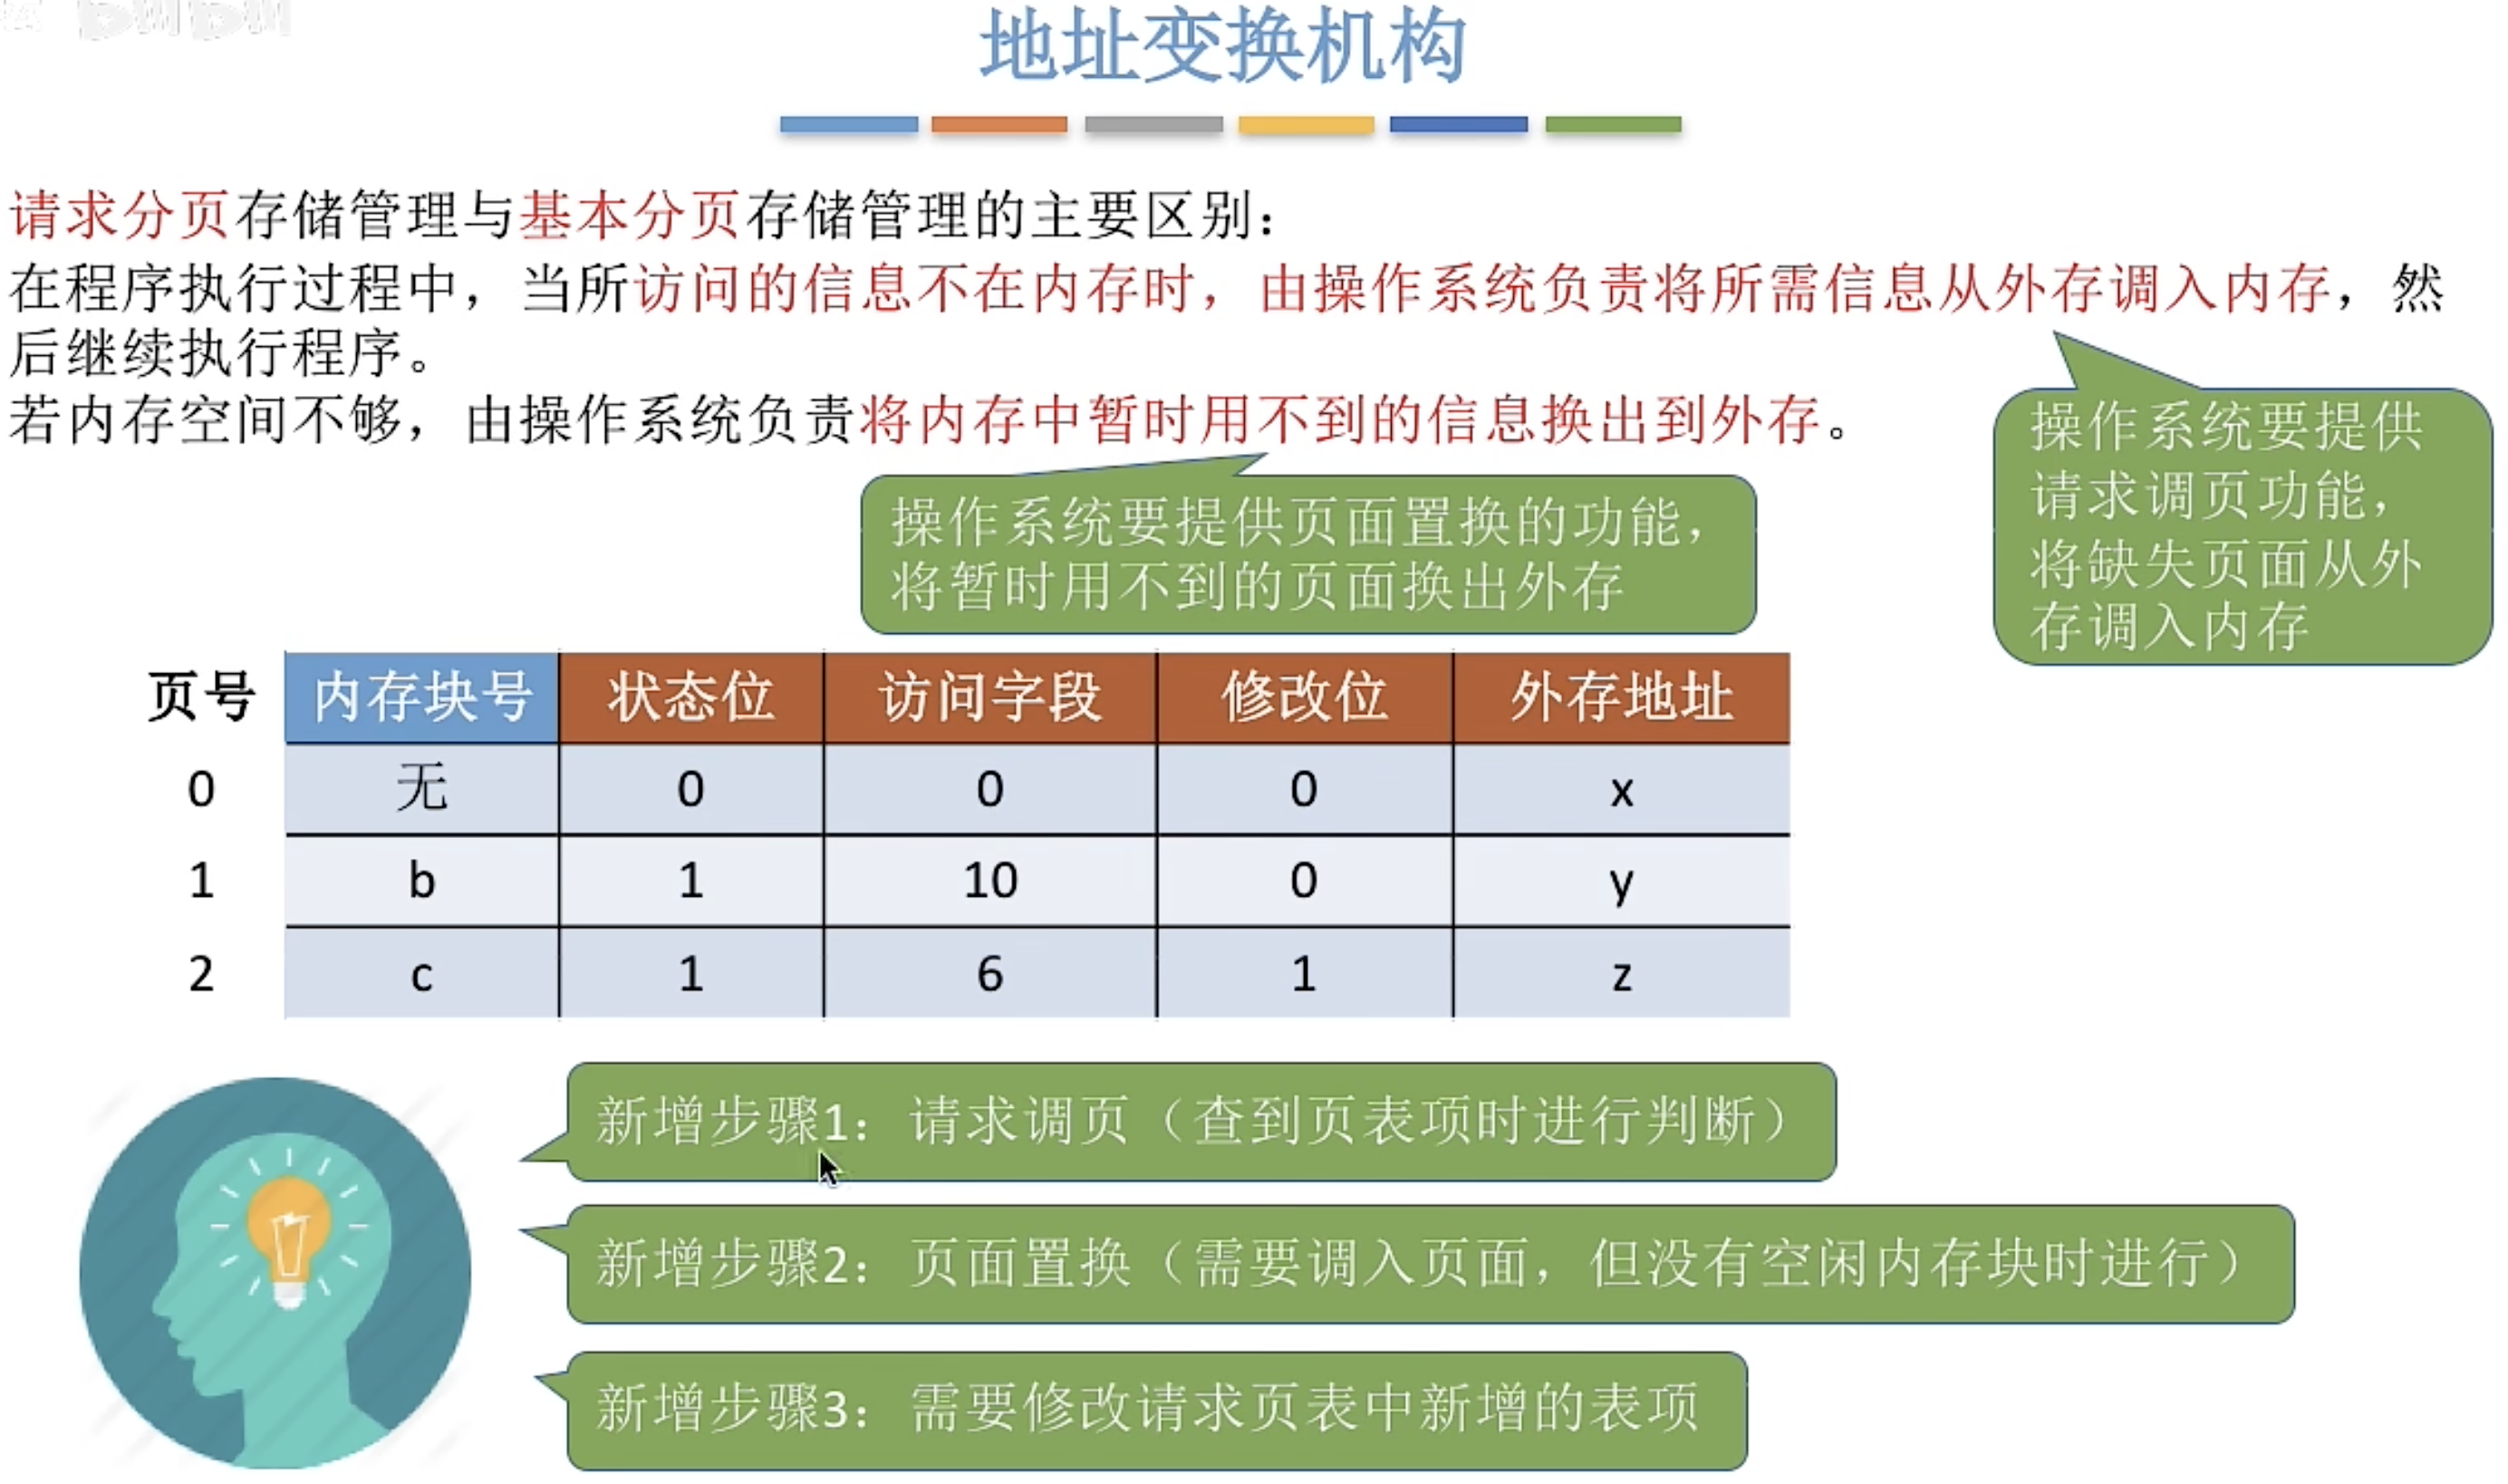 地址变换机构
请求分页存储管理与基本分页存储管理的主要区别：
在程序执行过程中，当所访问的信息不在内存时，由操作系统负责将所需信息从外存调入内存，然
后继续执行程序。
若内存空间不够，由操作系统负责将内存中暂时用不到的信息换出到外存。
操作系统要提供
请求调页功能，
将缺失页面从外
存调入内存
操作系统要提供页面置换的功能，
将暂时用不到的页面换出外存
页号 内存块号 状态位 访问字段 修改位 外存地址
0 无 0 0 0 x
1 b 1 10 0 y
2 c 1 6 1 z
新增步骤1：请求调页（查到页表项时进行判断）
新增步骤2：页面置换（需要调入页面，但没有空闲内存块时进行）
新增步骤3：需要修改请求页表中新增的表项